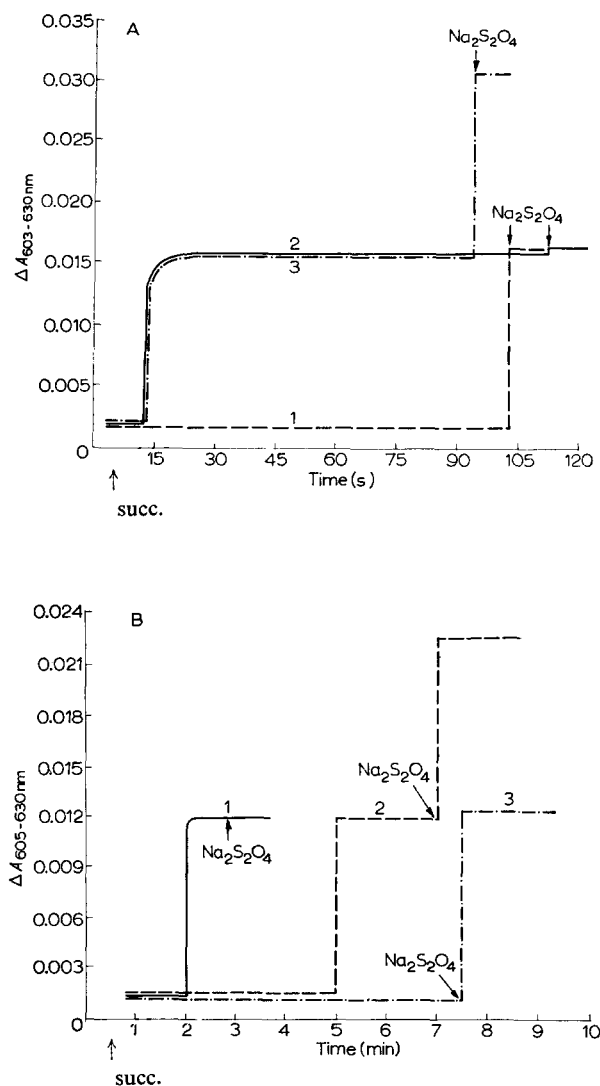 A
0.035
0.030
0.025
0.020
0.015
0.010
0.005
0
ΔA603-630nm
Na2S2O4
Na2S2O4
2
3
1
15 30 45 60 75 90 105 120
Time (s)
succ.
B
0.024
0.021
0.018
0.015
0.012
0.009
0.006
0.003
0
ΔA605-630nm
1
Na2S2O4
Na2S2O4
2
3
Na2S2O4
1 2 3 4 5 6 7 8 9 10
Time (min)
succ.